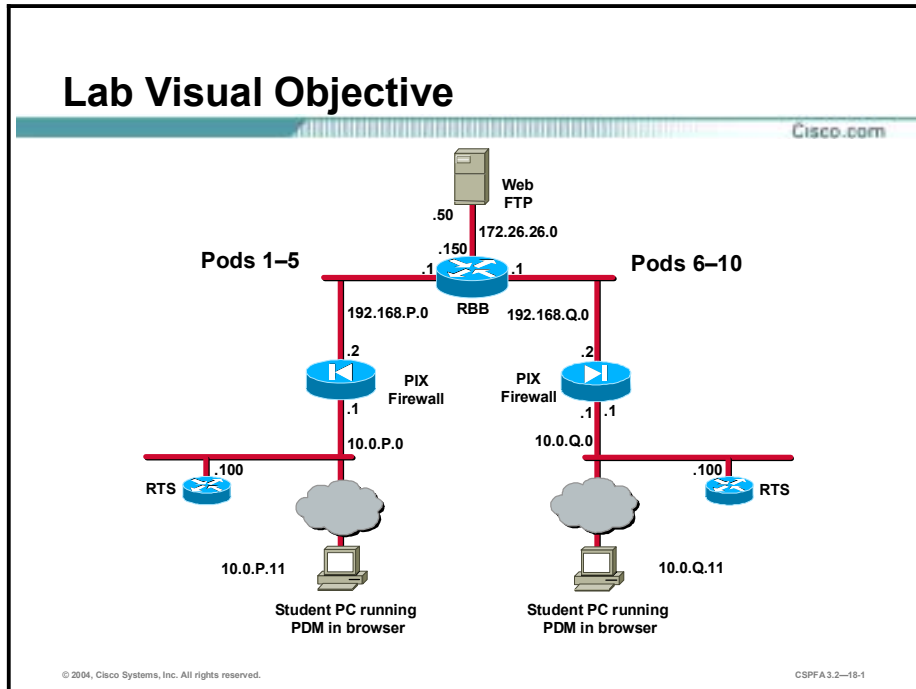 Lab Visual Objective
Cisco.com
Web
FTP
.50
172.26.26.0
.150
Pods 1–5
Pods 6–10
.1
.1
RBB
192.168.P.0
192.168.Q.0
.2
.2
PIX
Firewall
PIX
Firewall
.1
.1
.1
10.0.P.0
10.0.Q.0
.100
.100
RTS
RTS
10.0.P.11
10.0.Q.11
Student PC running
PDM in browser
Student PC running
PDM in browser
© 2004, Cisco Systems, Inc. All rights reserved.
CSPFA 3.2—18-1